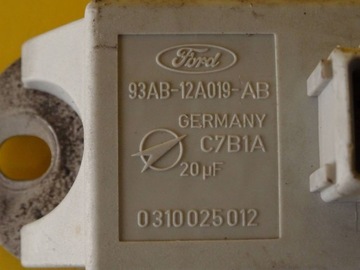 Ford
93AB-12A019-AB
GERMANY
C7B1A
20µF
0310025012